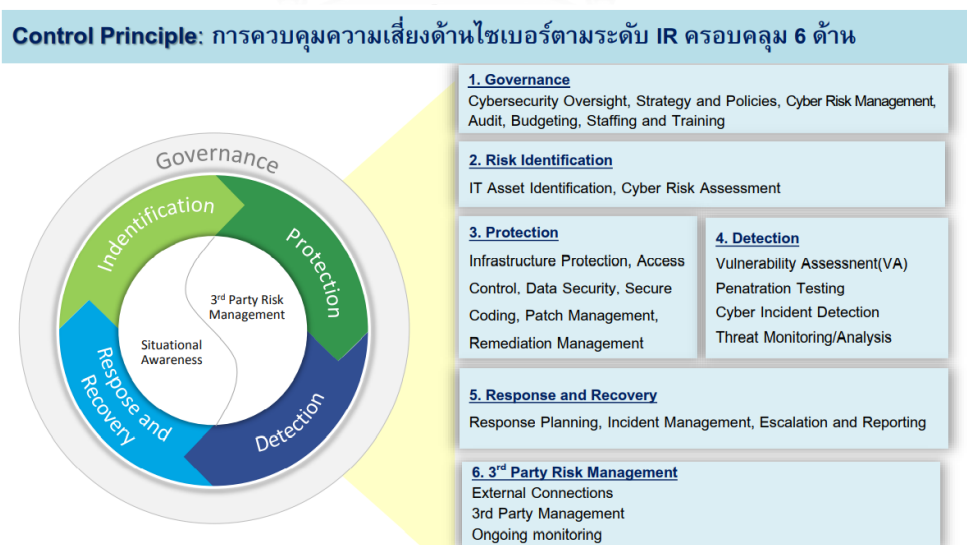 Control Principle: การควบคุมความเสี่ยงด้านไซเบอร์ตามระดับ IR ครอบคลุม 6 ด้าน
Governance
Indentification
Protection
Detection
Respose and
Recovery
3rd Party Risk
Management
Situational
Awareness
1. Governance
Cybersecurity Oversight, Strategy and Policies, Cyber Risk Management,
Audit, Budgeting, Staffing and Training
2. Risk Identification
IT Asset Identification, Cyber Risk Assessment
3. Protection
Infrastructure Protection, Access
Control, Data Security, Secure
Coding, Patch Management,
Remediation Management
4. Detection
Vulnerability Assessnent(VA)
Penatration Testing
Cyber Incident Detection
Threat Monitoring/Analysis
5. Response and Recovery
Response Planning, Incident Management, Escalation and Reporting
6. 3rd Party Risk Management
External Connections
3rd Party Management
Ongoing monitoring